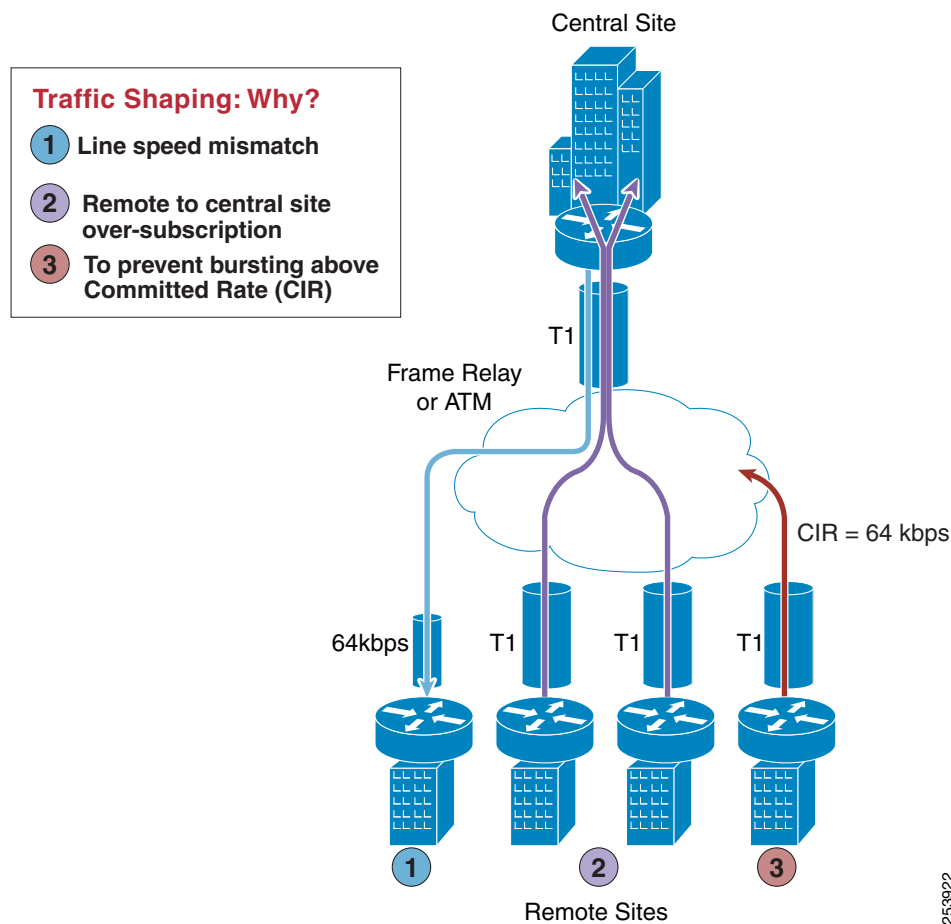 Central Site
Traffic Shaping: Why?
1 Line speed mismatch
2 Remote to central site
over-subscription
3 To prevent bursting above
Committed Rate (CIR)
T1
Frame Relay
or ATM
CIR = 64 kbps
64kbps
T1
T1
T1
1
2
3
Remote Sites
253922